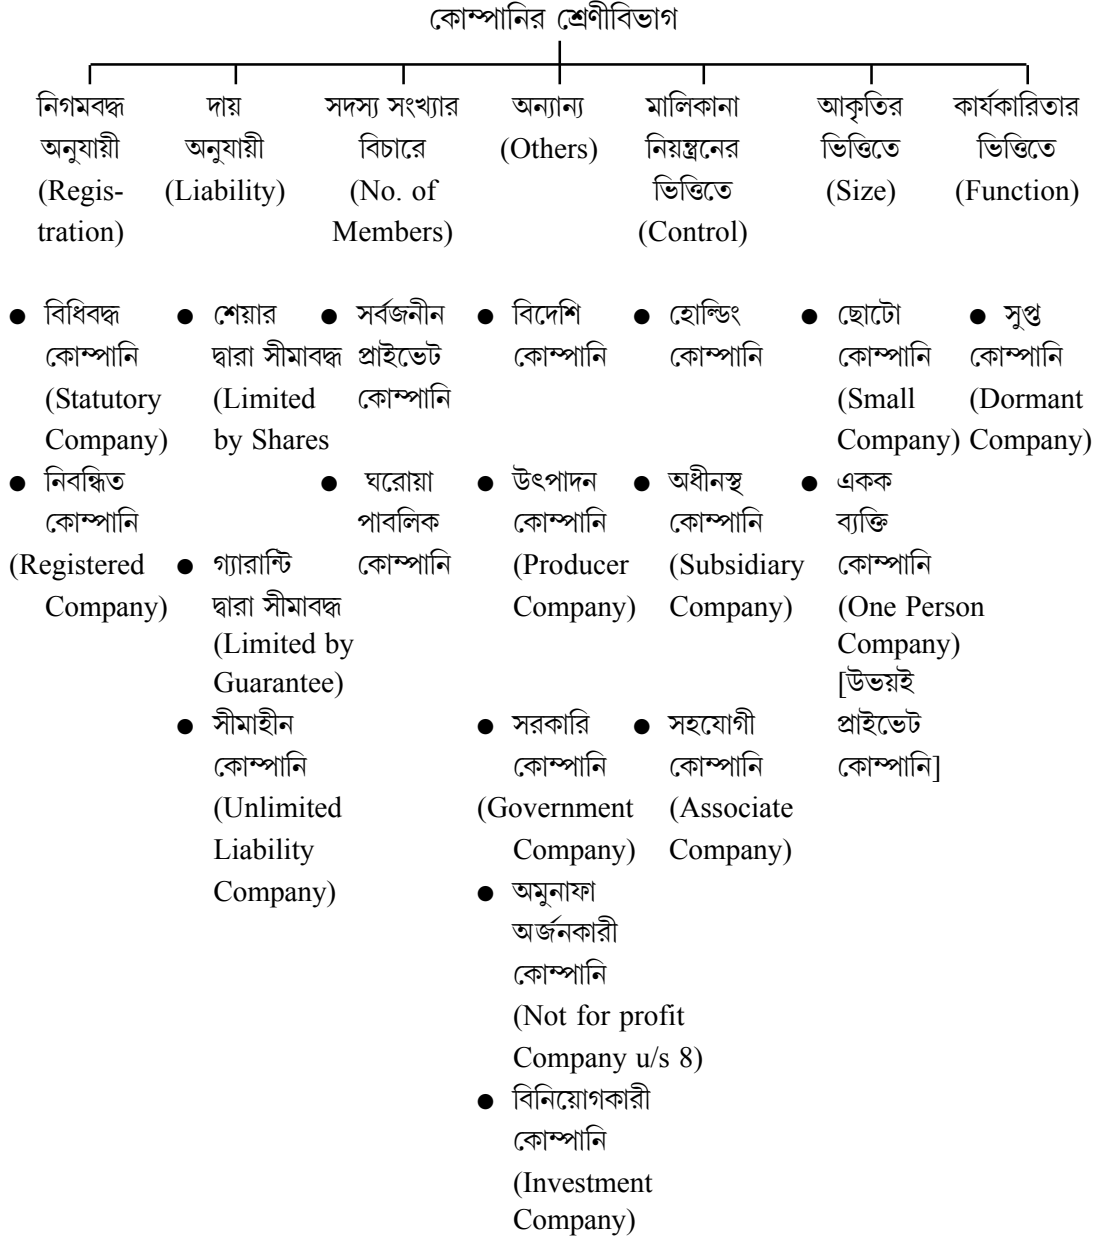 কোম্পানির শ্রেণীবিভাগ
নিগমবদ্ধ
অনুযায়ী
(Regis-
tration)
দায়
অনুযায়ী
(Liability)
সদস্য সংখ্যার
বিচারে
(No. of
Members)
অন্যান্য
(Others)
মালিকানা
নিয়ন্ত্রনের
ভিত্তিতে
(Control)
আকৃতির
ভিত্তিতে
(Size)
কার্যকারিতার
ভিত্তিতে
(Function)
● বিধিবদ্ধ
কোম্পানি
(Statutory
Company)
● নিবন্ধিত
কোম্পানি
(Registered
Company)
● শেয়ার
দ্বারা সীমাবদ্ধ
(Limited
by Shares
● গ্যারান্টি
দ্বারা সীমাবদ্ধ
(Limited by
Guarantee)
● সীমাহীন
কোম্পানি
(Unlimited
Liability
Company)
● সর্বজনীন
প্রাইভেট
কোম্পানি
● ঘরোয়া
পাবলিক
কোম্পানি
● বিদেশি
কোম্পানি
● উৎপাদন
কোম্পানি
(Producer
Company)
● সরকারি
কোম্পানি
(Government
Company)
● অমুনাফা
অর্জনকারী
কোম্পানি
(Not for profit
Company u/s 8)
● বিনিয়োগকারী
কোম্পানি
(Investment
Company)
● হোল্ডিং
কোম্পানি
● অধীনস্থ
কোম্পানি
(Subsidiary
Company)
● সহযোগী
কোম্পানি
(Associate
Company)
● ছোটো
কোম্পানি
(Small
Company)
● একক
ব্যক্তি
কোম্পানি
(One Person
Company)
[উভয়ই
প্রাইভেট
কোম্পানি]
● সুপ্ত
কোম্পানি
(Dormant
Company)